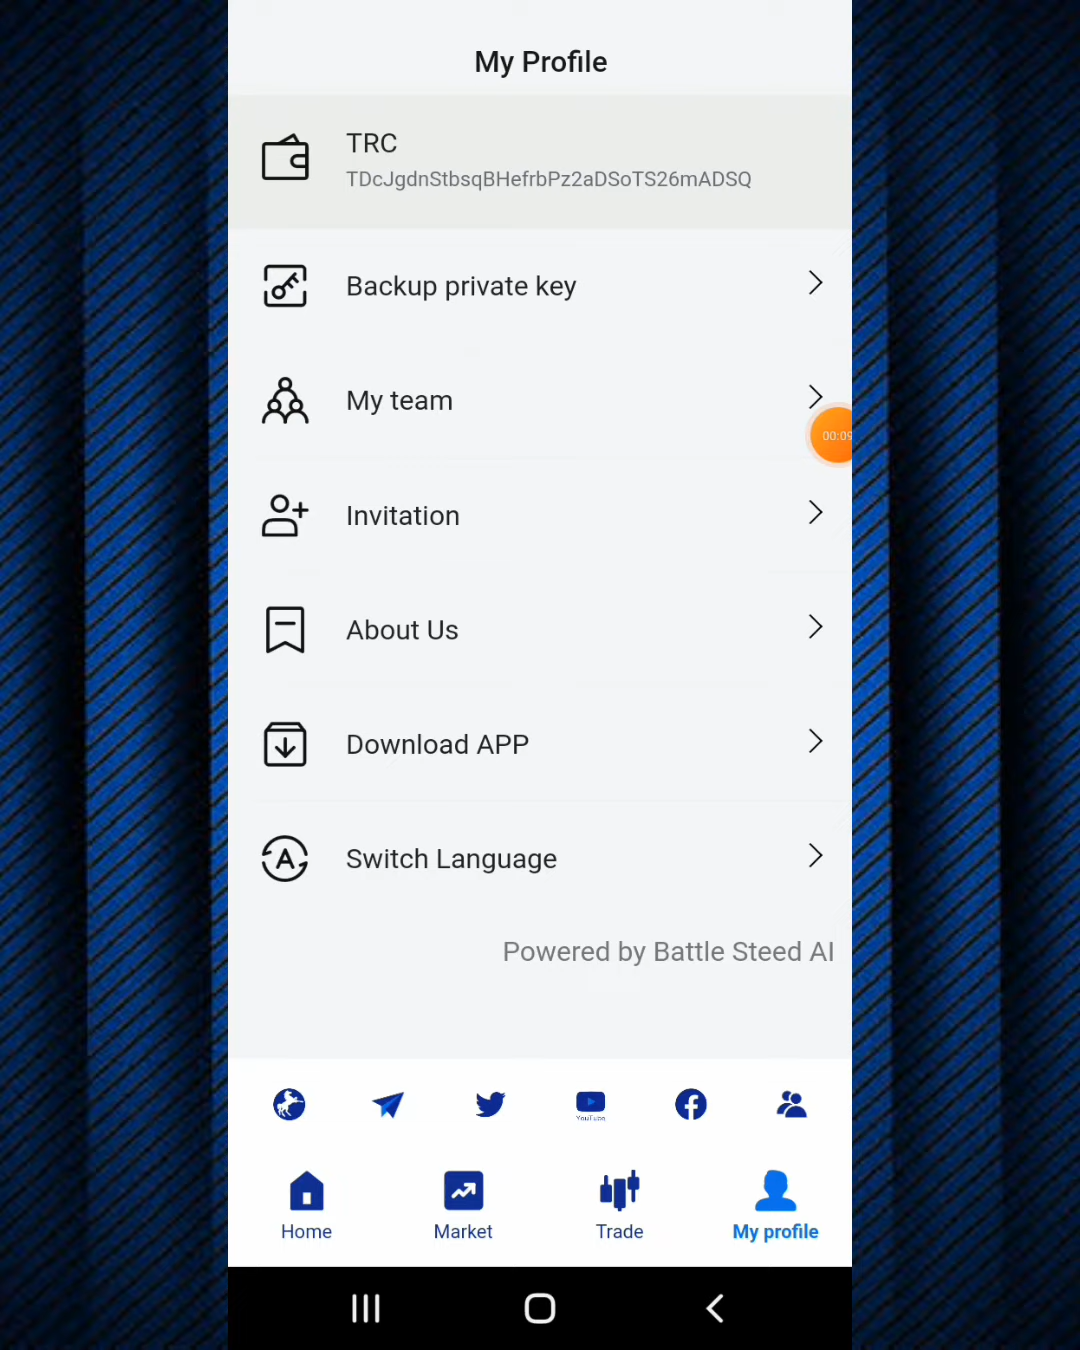 My Profile
TRC
TDcJgdnStbsqBHefrbPz2aDSoTS26mADSQ
Backup private key
My team
00:09
Invitation
About Us
Download APP
Switch Language
Powered by Battle Steed AI
YouTube
Home
Market
Trade
My profile